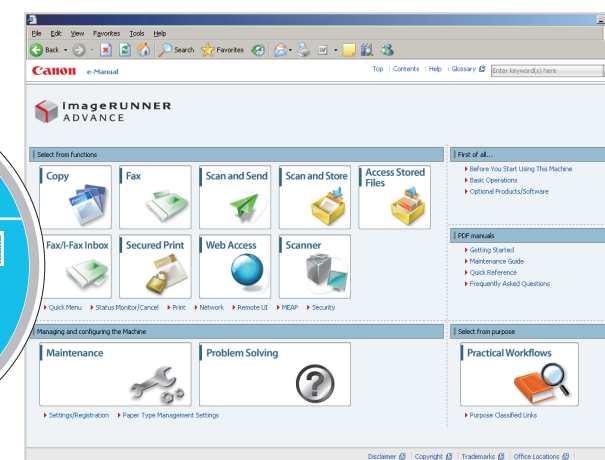 File Edit View Favorites Tools Help
Back Search Favorites
Canon e-Manual Top Contents Help Glossary Enter keyword(s) here
imageRUNNER
ADVANCE
Select from functions
Copy Fax Scan and Send Scan and Store Access Stored
Files
Fax/I-Fax Inbox Secured Print Web Access Scanner
Quick Menu Status Monitor/Cancel Print Network Remote UI MEAP Security
First of all...
Before You Start Using This Machine
Basic Operations
Optional Products/Software
PDF manuals
Getting Started
Maintenance Guide
Quick Reference
Frequently Asked Questions
Managing and configuring the Machine
Maintenance Problem Solving
Settings/Registration Paper Type Management Settings
Select from purpose
Practical Workflows
Purpose Classified Links
Disclaimer Copyright Trademarks Office Locations